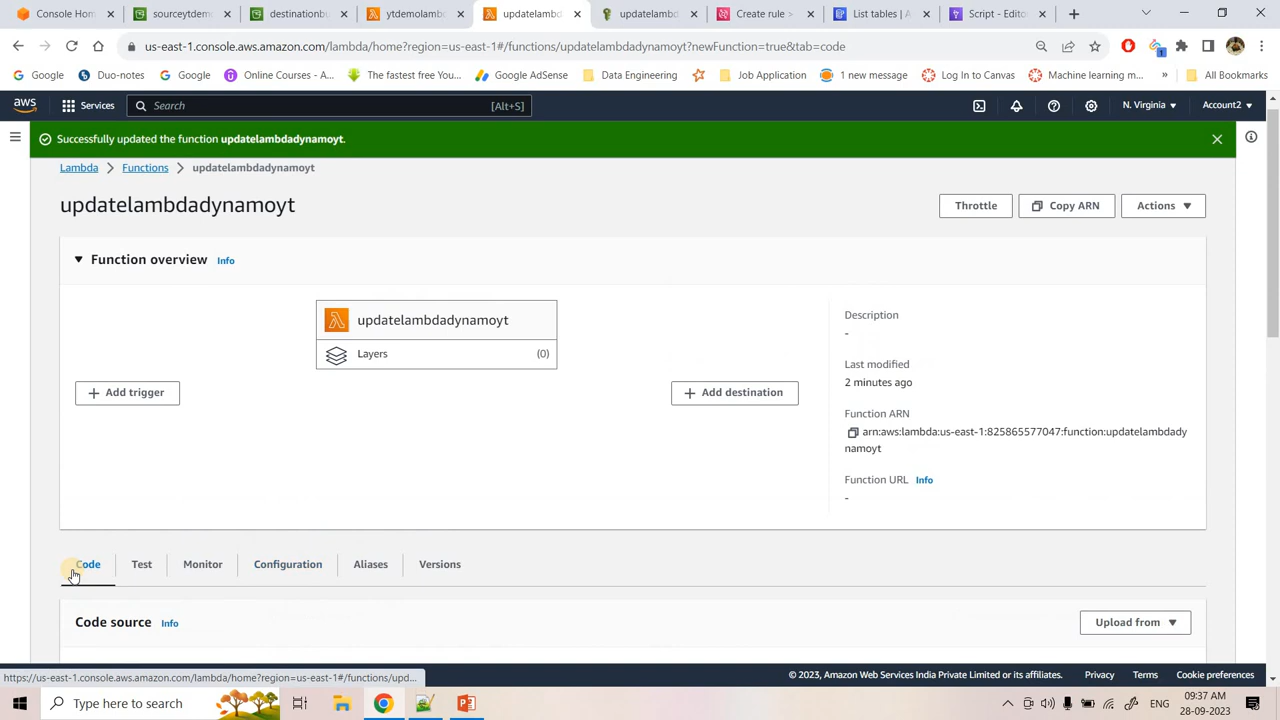 Console Home
sourceytdemo
destinationbu
ytdemolamb
updatelambd
updatelambd
Create rule
List tables | A
Script - Editor
us-east-1.console.aws.amazon.com/lambda/home?region=us-east-1#/functions/updatelambdadynamoyt?newFunction=true&tab=code
1
Google
Duo-notes
Google
Online Courses - A...
The fastest free You...
Google AdSense
Data Engineering
Job Application
1 new message
Log In to Canvas
Machine learning m...
»
All Bookmarks
aws
Services
Search
[Alt+S]
N. Virginia
Account2
Successfully updated the function updatelambdadynamoyt.
Lambda
Functions
updatelambdadynamoyt
updatelambdadynamoyt
Throttle
Copy ARN
Actions
Function overview
Info
updatelambdadynamoyt
Layers
(0)
Add trigger
Add destination
Description
-
Last modified
2 minutes ago
Function ARN
arn:aws:lambda:us-east-1:825865577047:function:updatelambdady
namoyt
Function URL
Info
-
Code
Test
Monitor
Configuration
Aliases
Versions
Code source
Info
Upload from
https://us-east-1.console.aws.amazon.com/lambda/home?region=us-east-1#/functions/upd...
© 2023, Amazon Web Services India Private Limited or its affiliates.
Privacy
Terms
Cookie preferences
Type here to search
ENG
09:37 AM
28-09-2023